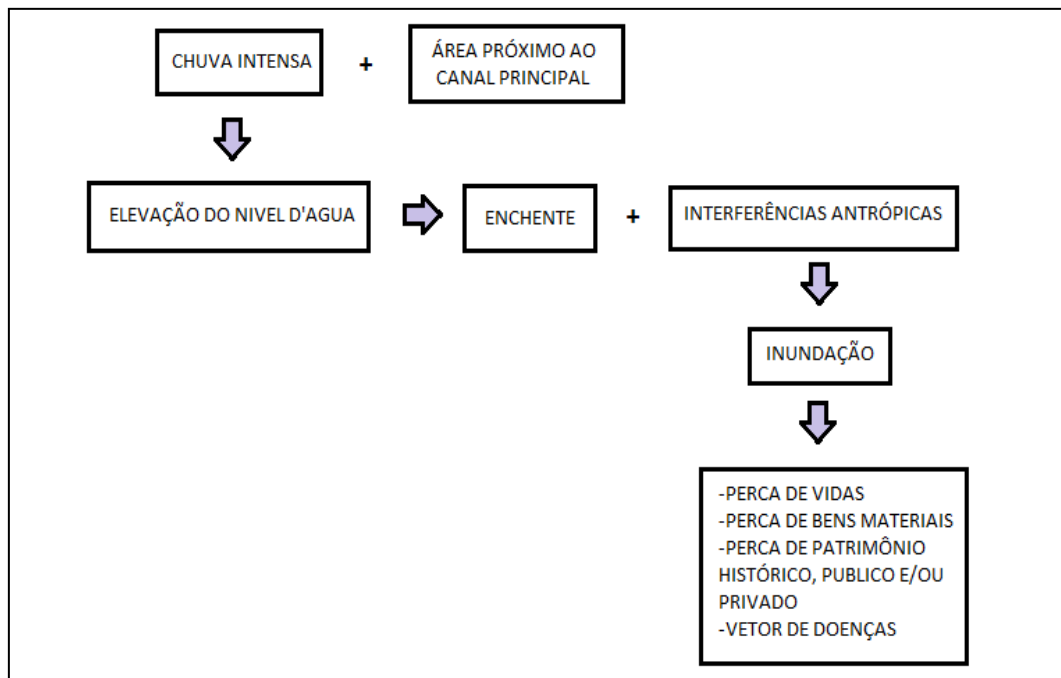 CHUVA INTENSA
+
ÁREA PRÓXIMO AO
CANAL PRINCIPAL
ELEVAÇÃO DO NIVEL D'AGUA
ENCHENTE
+
INTERFERÊNCIAS ANTRÓPICAS
INUNDAÇÃO
-PERCA DE VIDAS
-PERCA DE BENS MATERIAIS
-PERCA DE PATRIMÔNIO
HISTÓRICO, PUBLICO E/OU
PRIVADO
-VETOR DE DOENÇAS